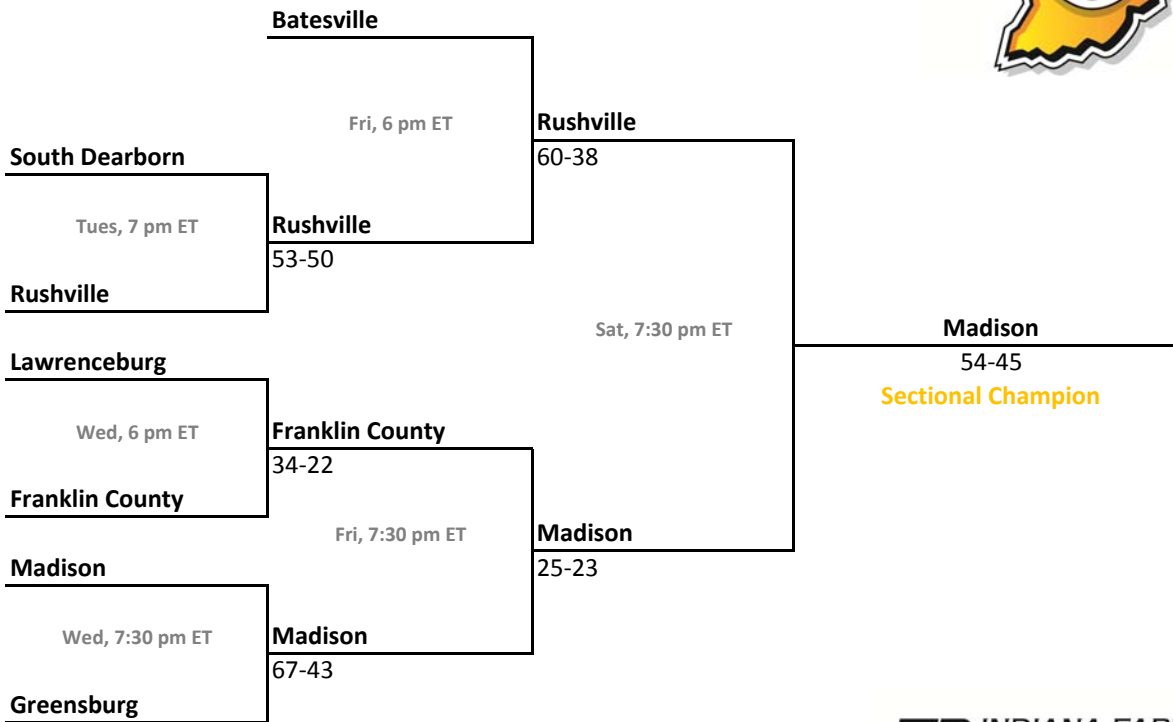 Batesville
Fri, 6 pm ET
Rushville
South Dearborn
60-38
Tues, 7 pm ET
Rushville
53-50
Rushville
Sat, 7:30 pm ET
Madison
Lawrenceburg
54-45
Sectional Champion
Wed, 6 pm ET
Franklin County
34-22
Franklin County
Fri, 7:30 pm ET
Madison
Madison
25-23
Wed, 7:30 pm ET
Madison
67-43
Greensburg